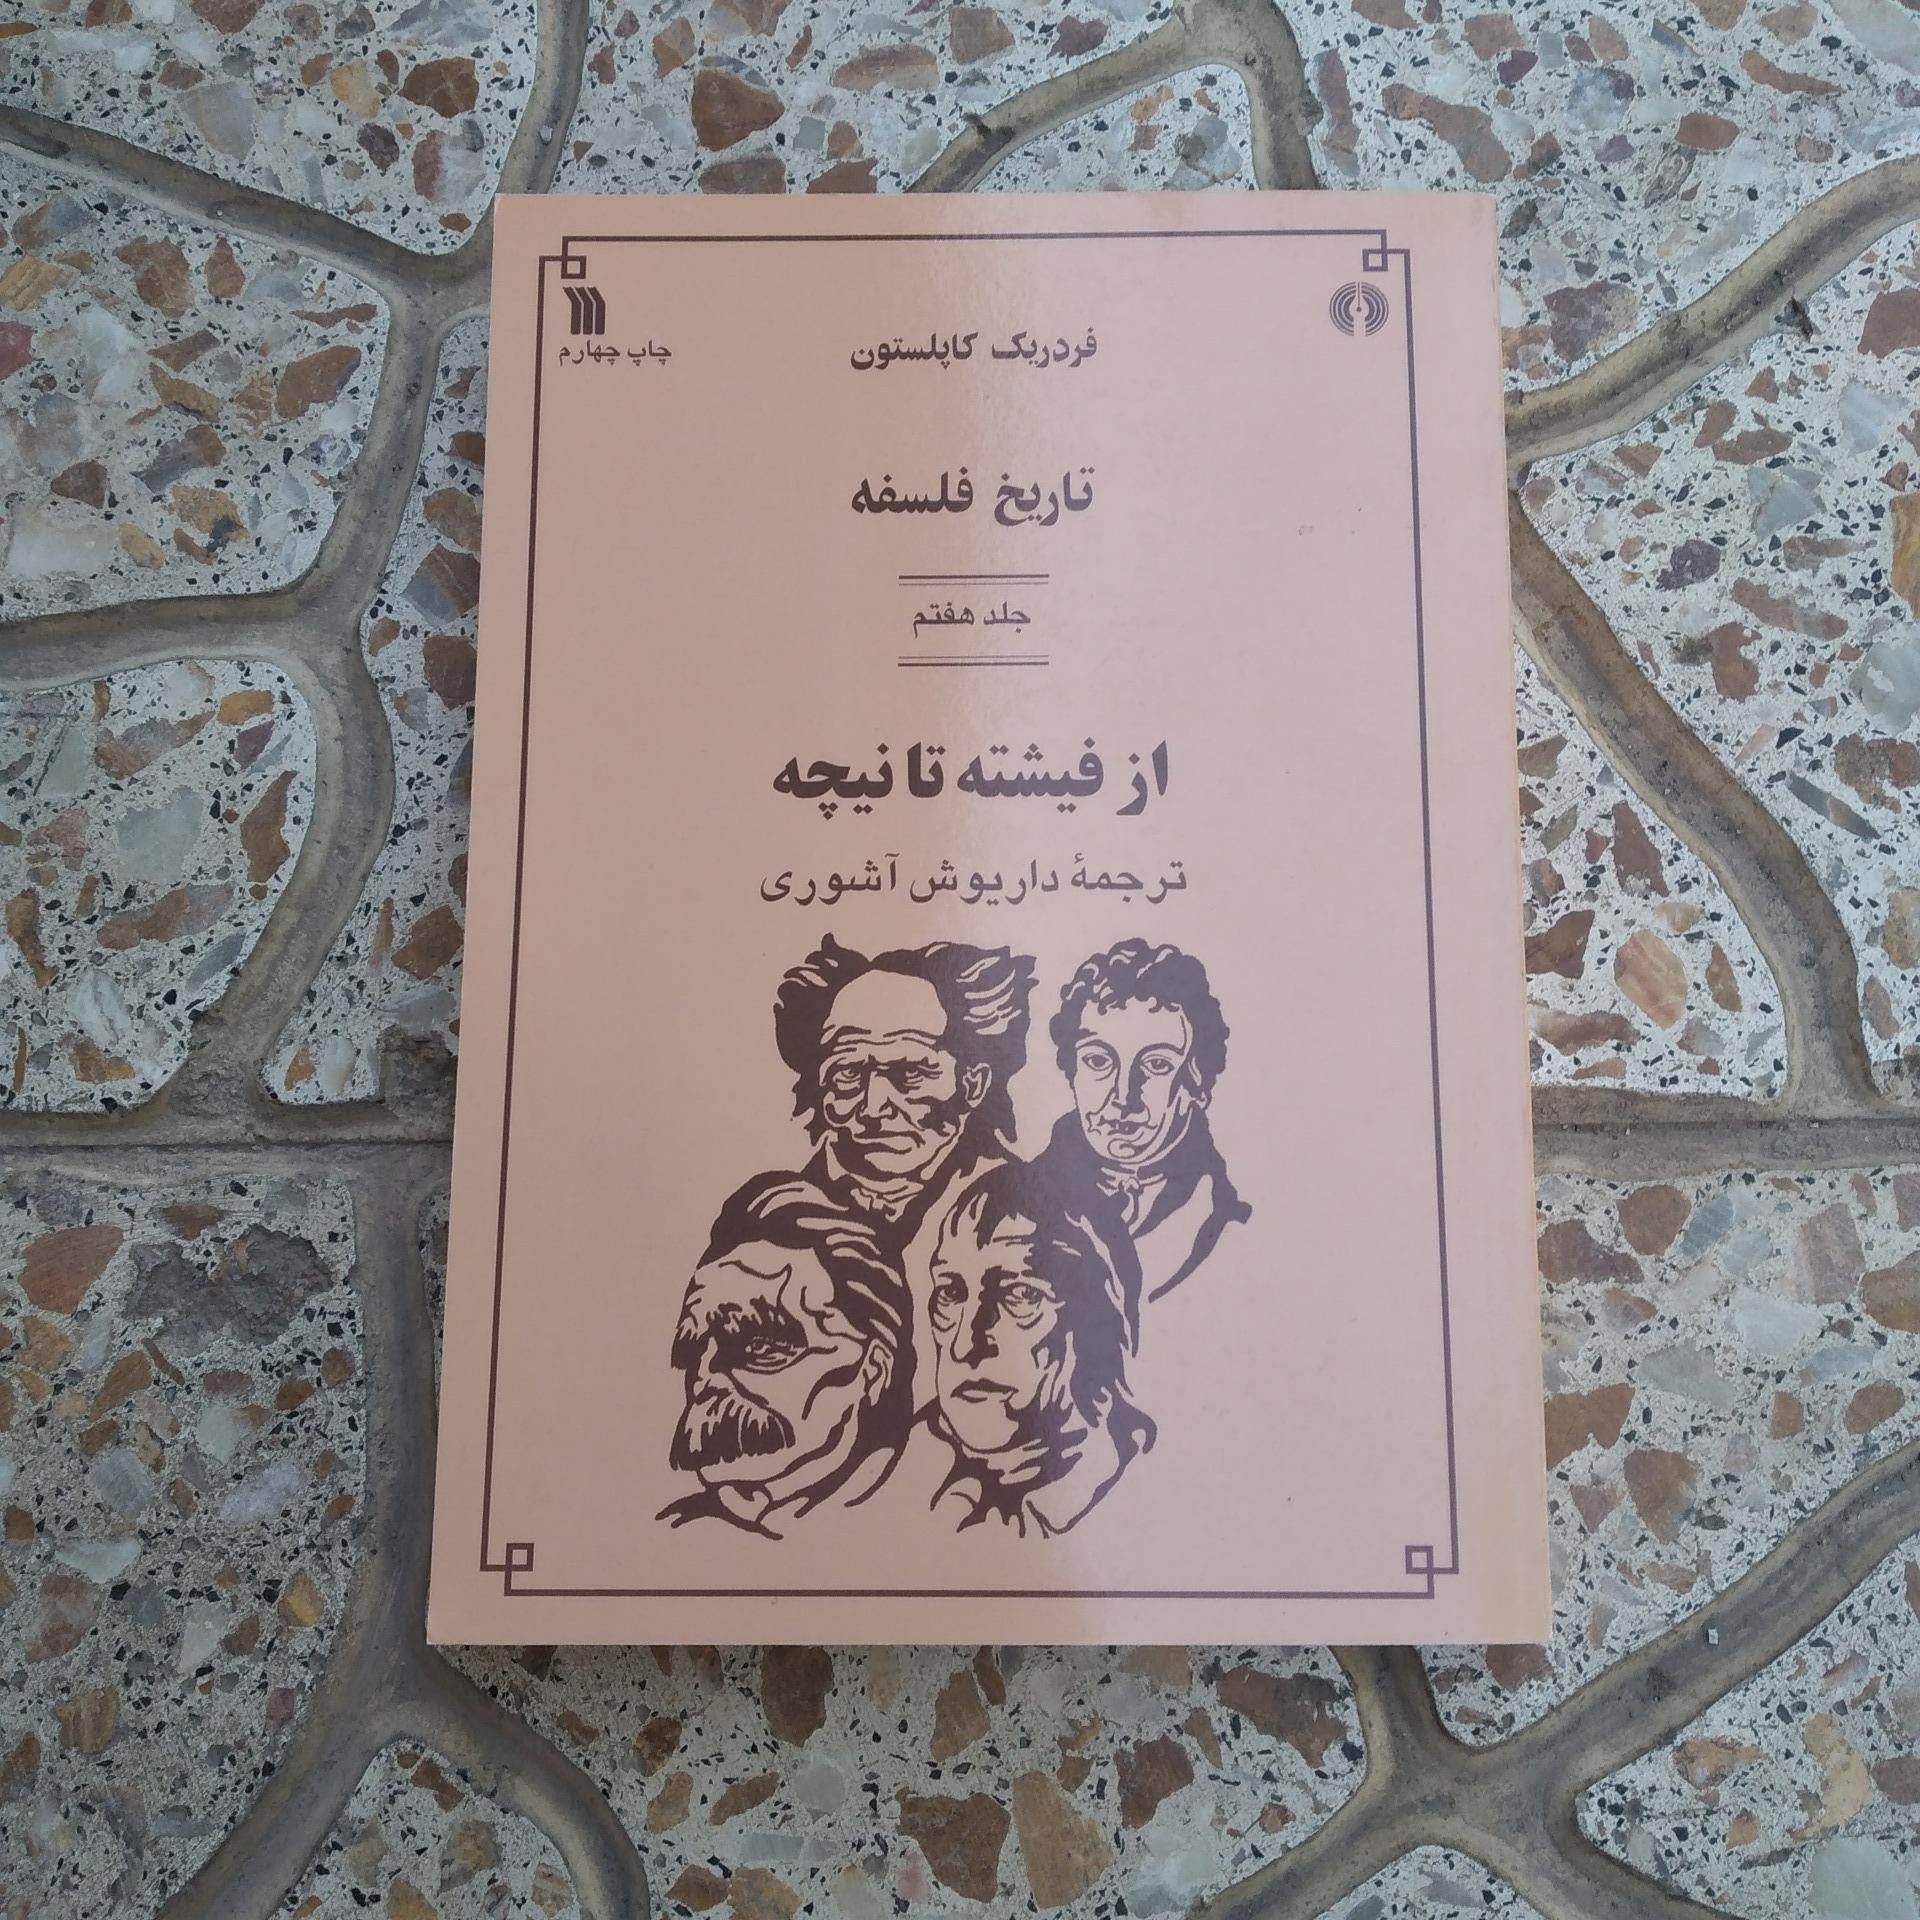 فردریک کاپلستون
چاپ چهارم
تاریخ فلسفه
جلد هفتم
از فیشته تا نیچه
ترجمهٔ داریوش آشوری